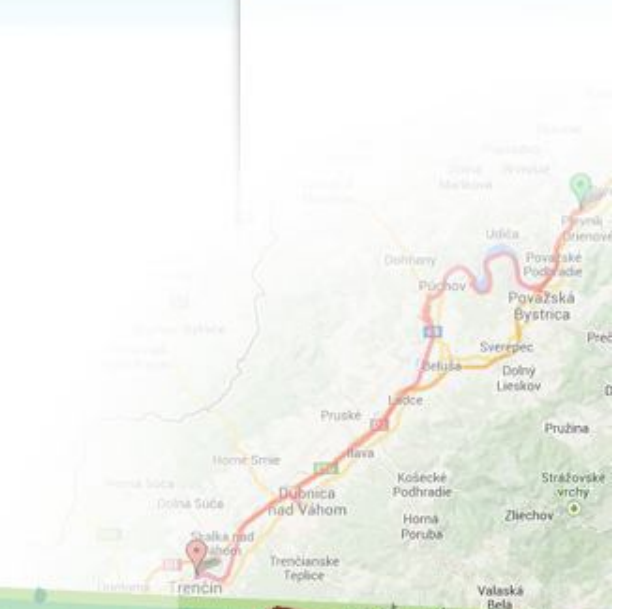 Udiča
Plevník -
Drienové
Dohňany
Považské
Podhradie
Púchov
Považská
Bystrica
Sverepec
Beluša
Dolný
Lieskov
Ladce
Pruské
Pružina
Ilava
Horné Srnie
Košecké
Podhradie
Strážovské
vrchy
Horná Súča
Dolná Súča
Dubnica
nad Váhom
Horná
Poruba
Zliechov
Skalka nad
Váhom
Trenčianske
Teplice
Trenčín
Valaská
Belá